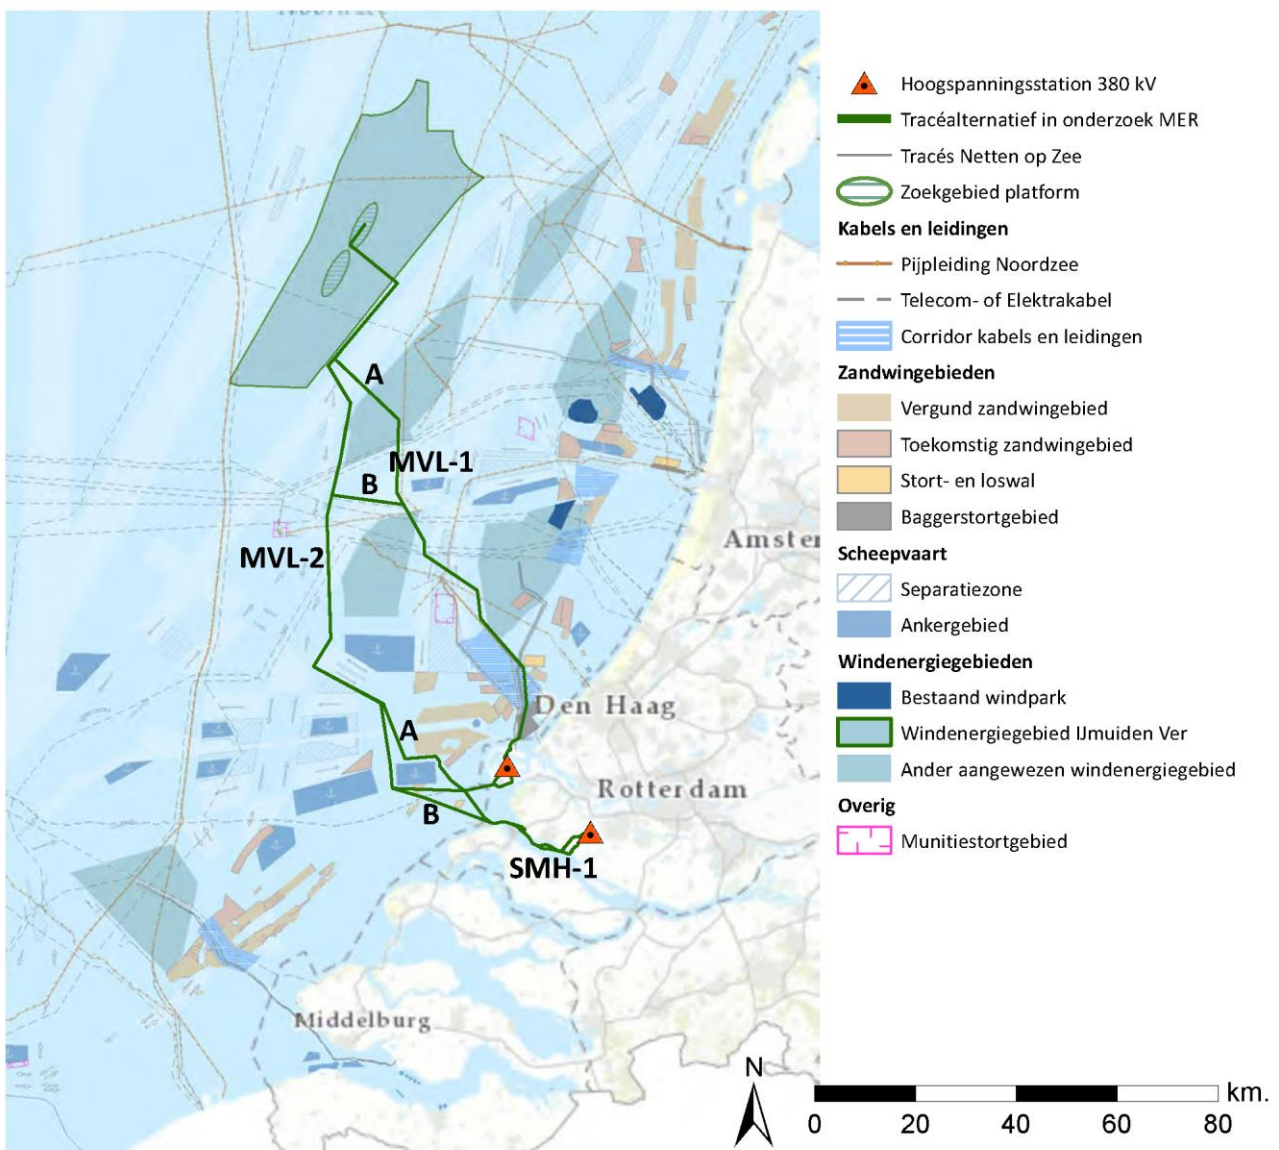 Hoogspanningsstation 380 kV
Tracéalternatief in onderzoek MER
Tracés Netten op Zee
Zoekgebied platform
Kabels en leidingen
Pijpleiding Noordzee
Telecom- of Elektrakabel
Corridor kabels en leidingen
Zandwingebieden
Vergund zandwingebied
Toekomstig zandwingebied
Stort- en loswal
Baggerstortgebied
Scheepvaart
Separatiezone
Ankergebied
Windenergiegebieden
Bestaand windpark
Windenergiegebied IJmuiden Ver
Ander aangewezen windenergiegebied
Overig
Munitiestortgebied
A
MVL-1
B
MVL-2
Amster
Den Haag
A
Rotterdam
B
SMH-1
Middelburg
N
km.
0 20 40 60 80